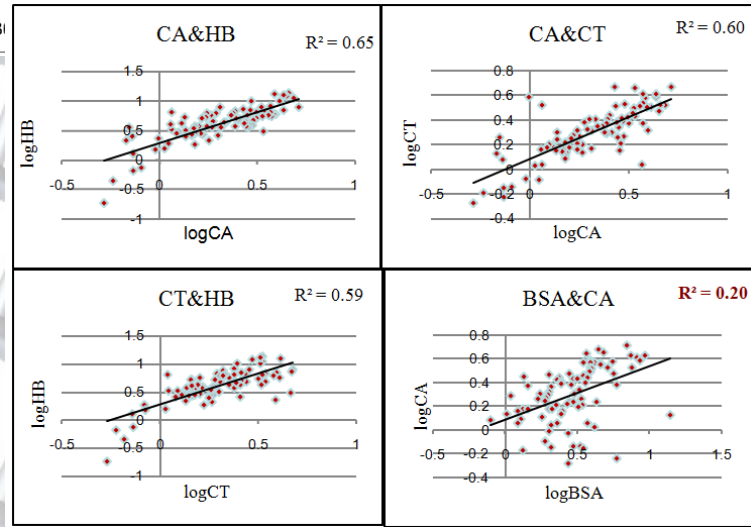 CA&HB
R² = 0.65
logHB
1.5
1
0.5
0
-0.5
-1
-0.5 0 0.5 1
logCA
CA&CT
R² = 0.60
logCT
0.8
0.6
0.4
0.2
0
-0.2
-0.4
-0.5 0 0.5 1
logCA
CT&HB
R² = 0.59
logHB
1.5
1
0.5
0
-0.5
-1
-0.5 0 0.5 1
logCT
BSA&CA
R² = 0.20
logCA
0.8
0.6
0.4
0.2
0
-0.2
-0.4
-0.5 0 0.5 1 1.5
logBSA